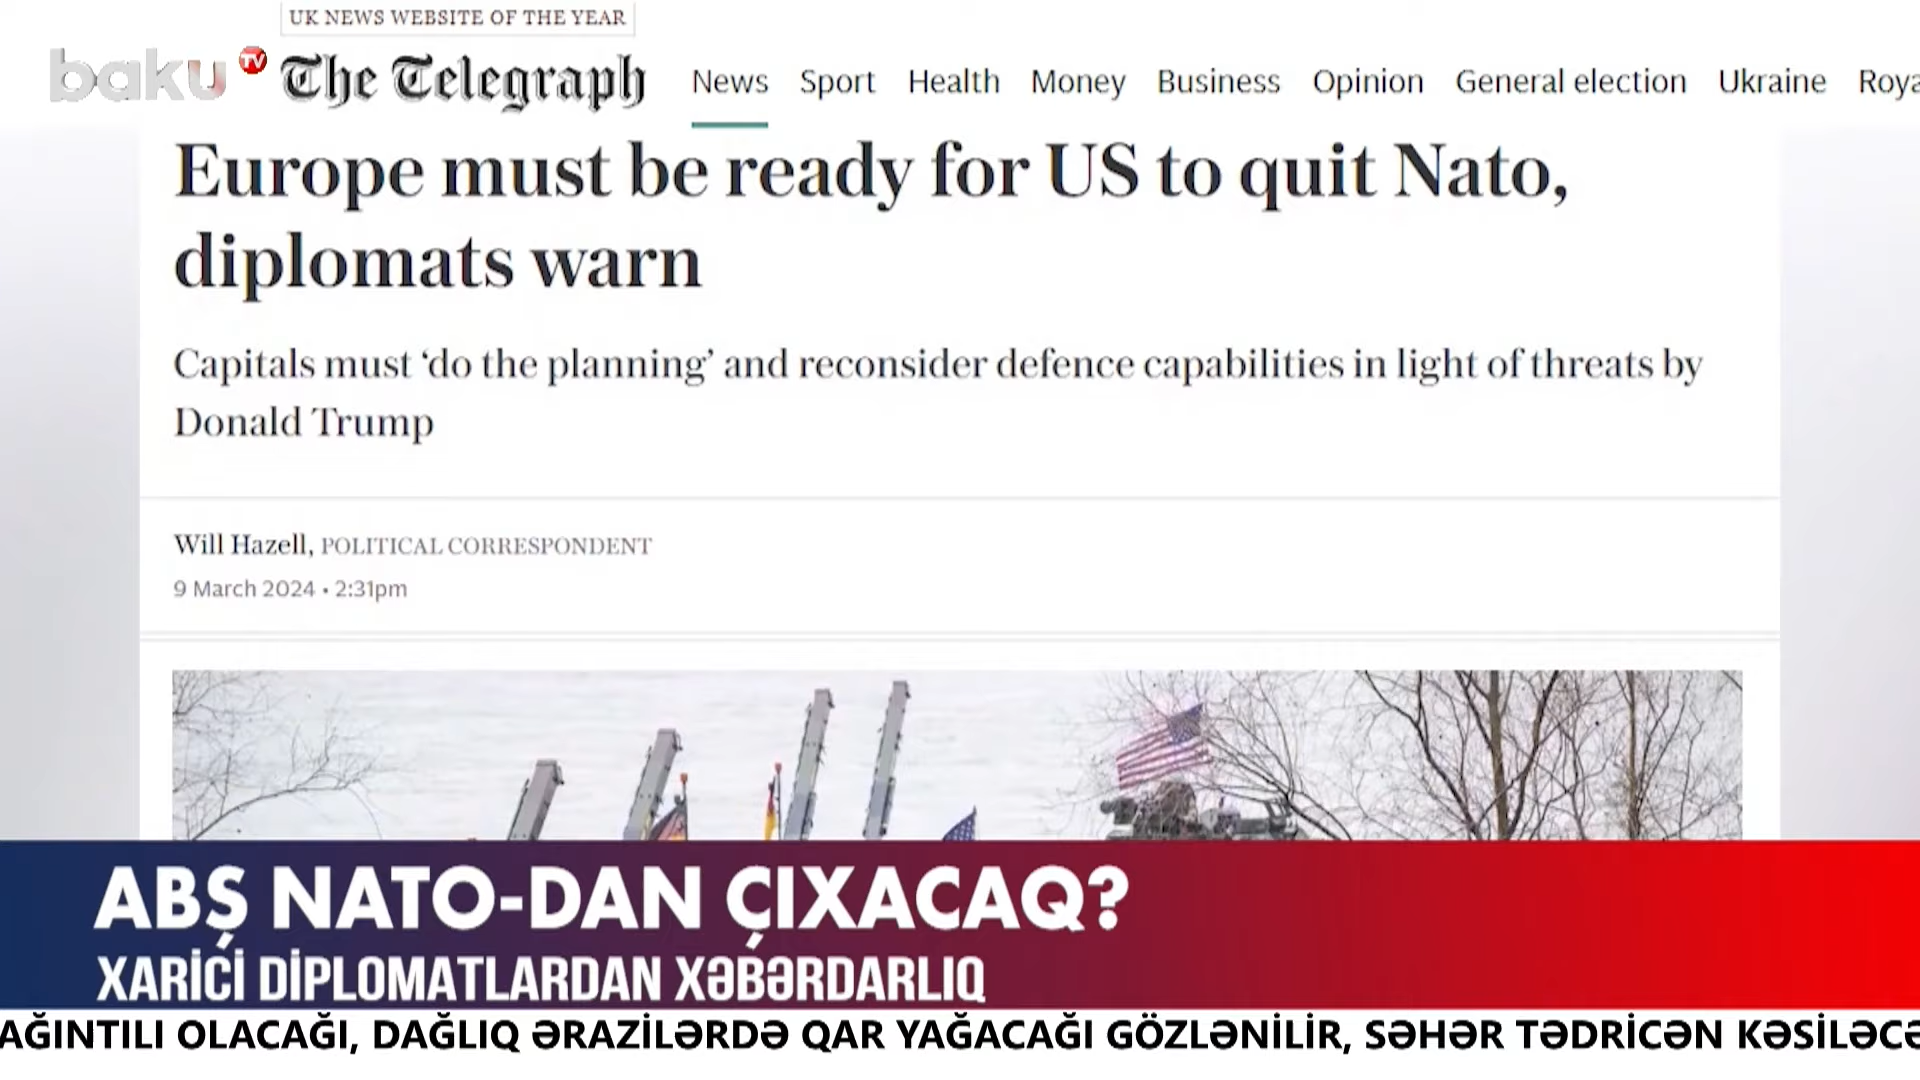 UK NEWS WEBSITE OF THE YEAR
baku TV
The Telegraph
News Sport Health Money Business Opinion General election Ukraine
Europe must be ready for US to quit Nato,
diplomats warn
Capitals must ‘do the planning’ and reconsider defence capabilities in light of threats by
Donald Trump
Will Hazell, POLITICAL CORRESPONDENT
9 March 2024 • 2:31pm
ABŞ NATO-DAN ÇIXACAQ?
XARİCİ DİPLOMATLARDAN XƏBƏRDARLIQ
AĞINTILI OLACAĞI, DAĞLIQ ƏRAZİLƏRDƏ QAR YAĞACAĞI GÖZLƏNİLİR, SƏHƏR TƏDRİCƏN KƏSİLƏCƏ